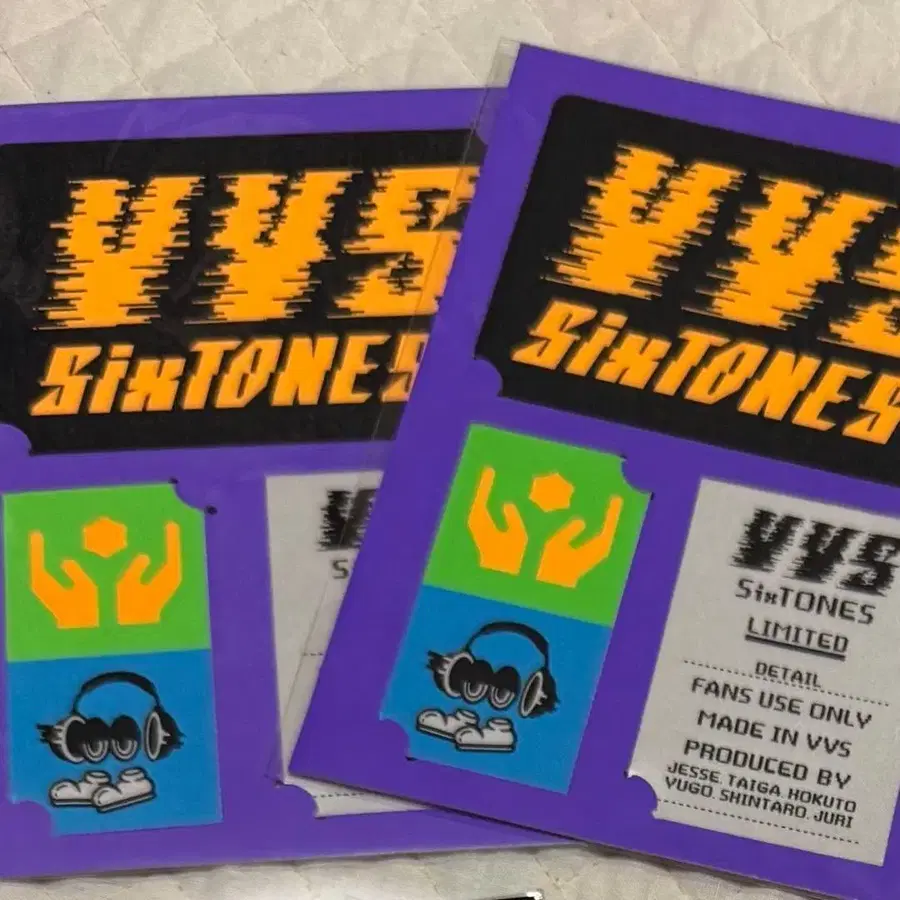 VVS
SixTONES
VVS
SixTONES
VVS
SixTONES
LIMITED
DETAIL
FANS USE ONLY
MADE IN VVS
PRODUCED BY
JESSE.TAIGA.HOKUTO
YUGO.SHINTARO.JURI